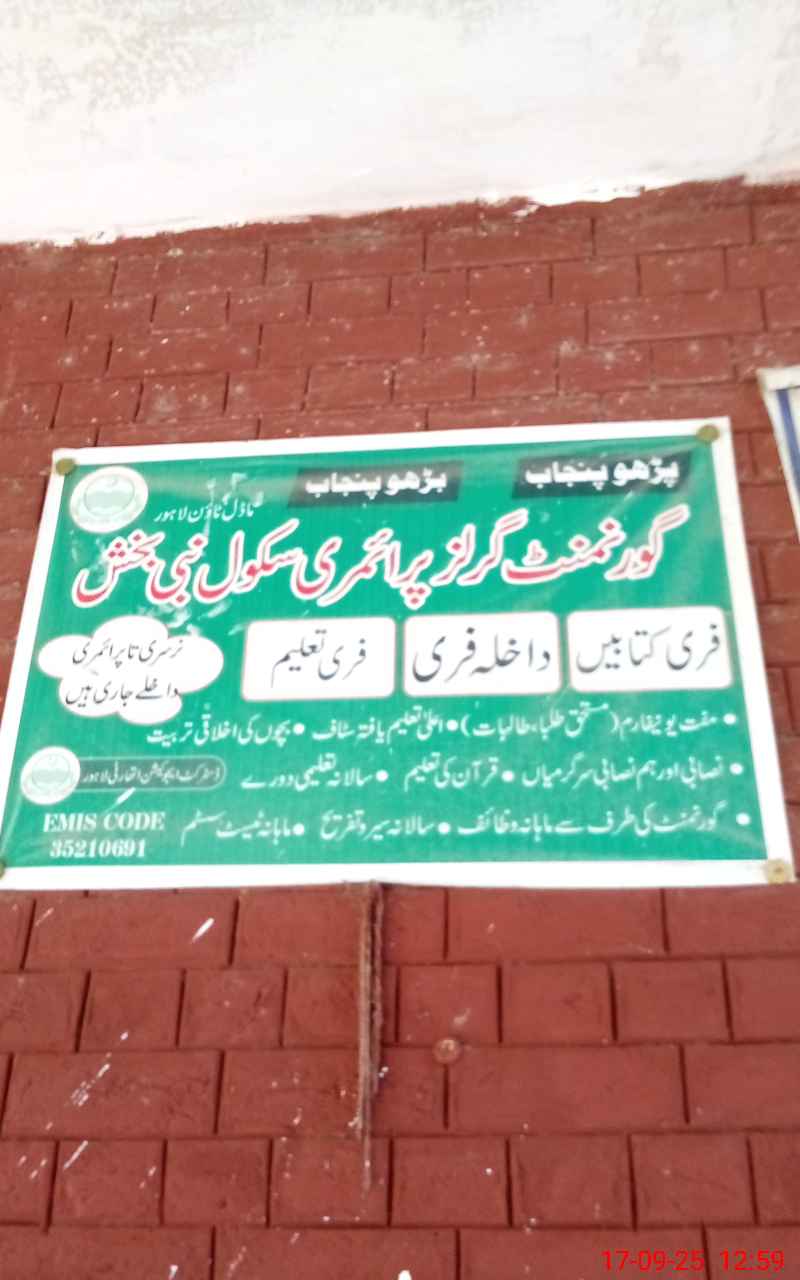 پڑھو پنجاب بڑھو پنجاب
ماڈل ٹاؤن لاہور
گورنمنٹ گرلز پرائمری سکول نبی بخش
فری کتابیں داخلہ فری فری تعلیم
نرسری تا پرائمری
داخلے جاری ہیں
• مفت یونیفارم (مستحق طلبا، طالبات) • اعلیٰ تعلیم یافتہ سٹاف • بچوں کی اخلاقی تربیت
• نصابی اور ہم نصابی سرگرمیاں • قرآن کی تعلیم • سالانہ تعلیمی دورے
ڈسٹرکٹ ایجوکیشن اتھارٹی لاہور
• گورنمنٹ کی طرف سے ماہانہ وظائف • سالانہ سیر و تفریح • ماہانہ ٹیسٹ سسٹم
EMIS CODE
35210691
17-09-25 12:59